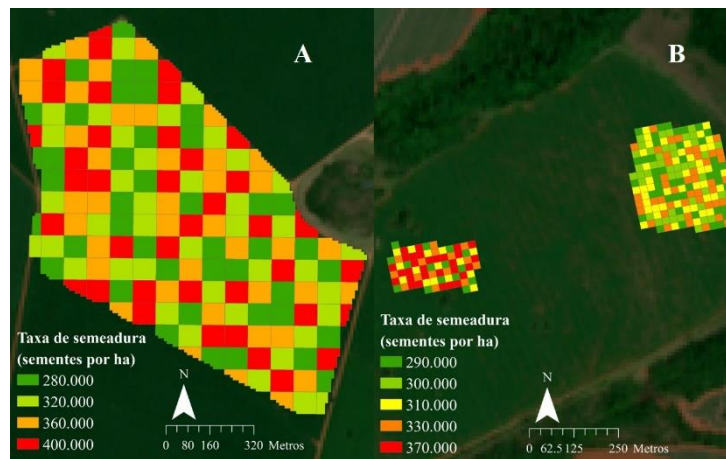 A
Taxa de semeadura
(sementes por ha)
280.000
320.000
360.000
400.000
N
0 80 160 320 Metros
B
Taxa de semeadura
(sementes por ha)
290.000
300.000
310.000
330.000
370.000
N
0 62.5 125 250 Metros